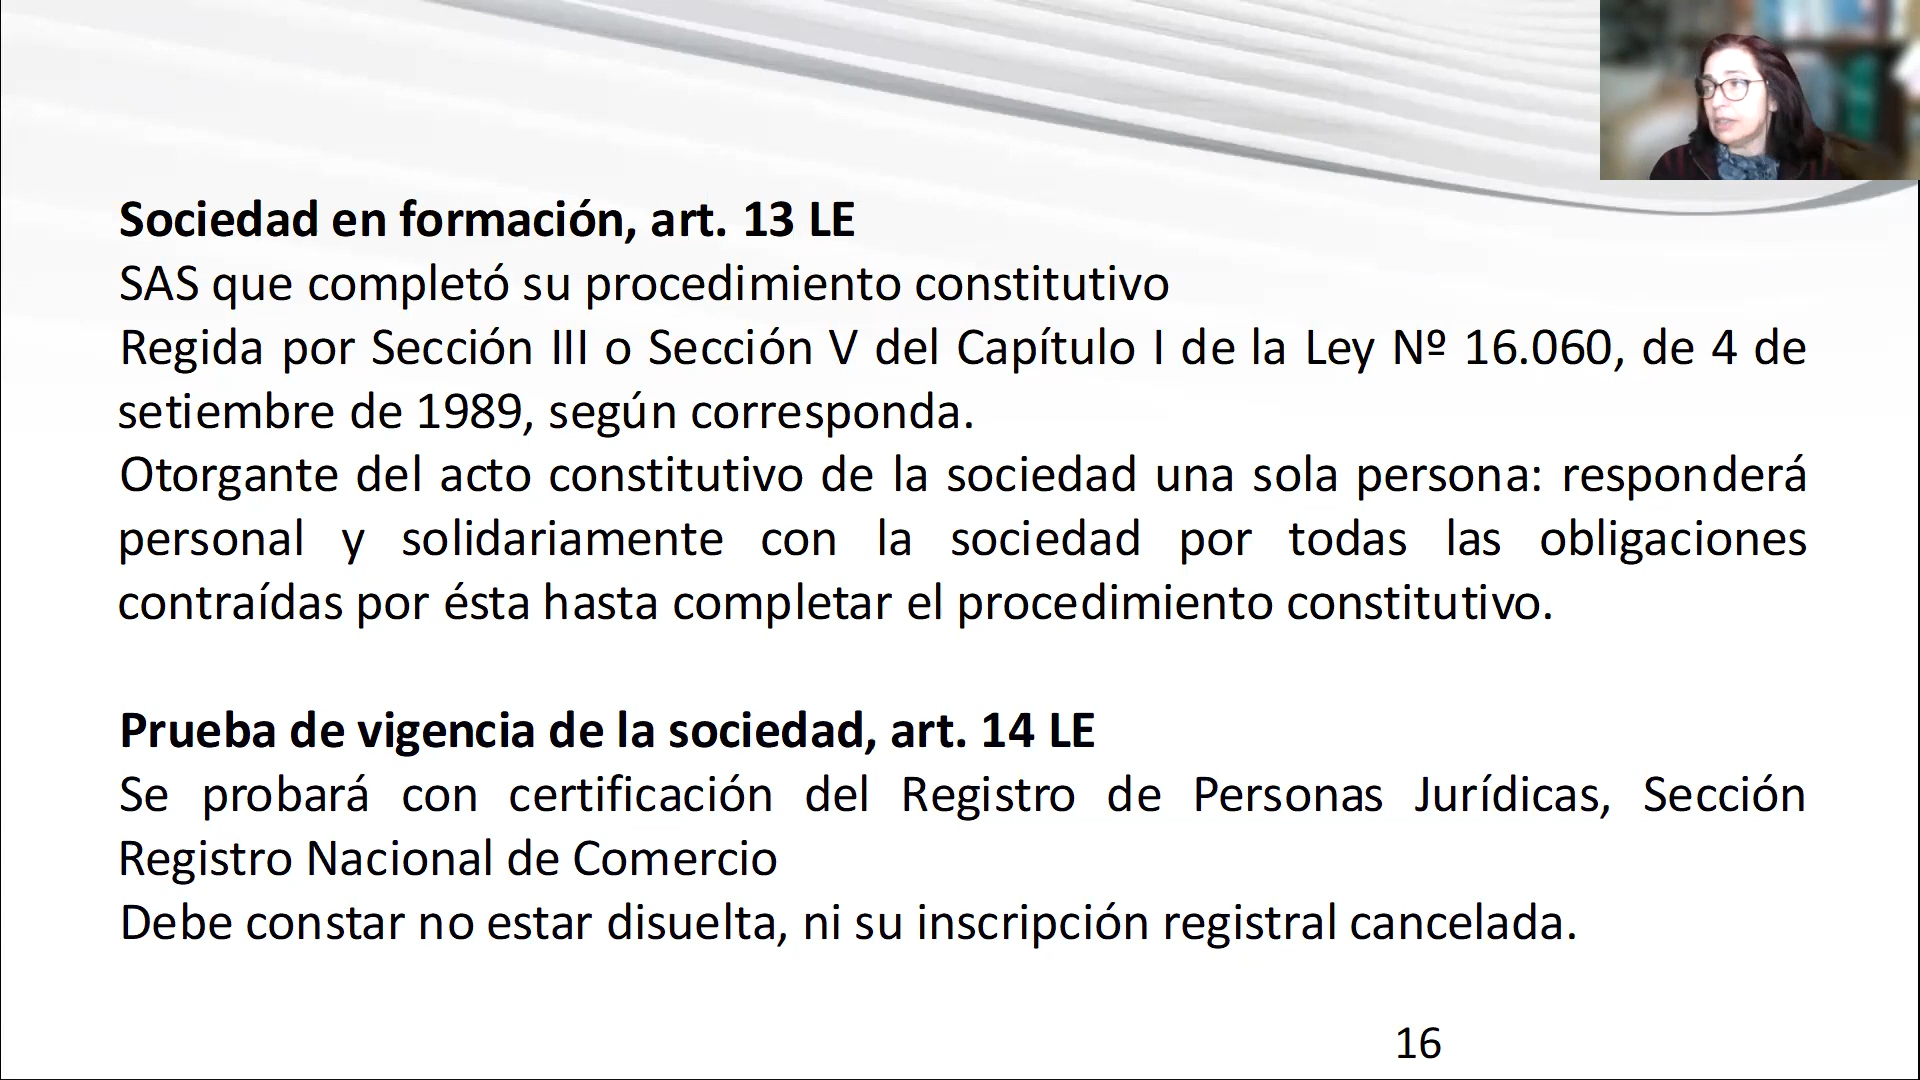 Sociedad en formación, art. 13 LE
SAS que completó su procedimiento constitutivo
Regida por Sección III o Sección V del Capítulo I de la Ley Nº 16.060, de 4 de
setiembre de 1989, según corresponda.
Otorgante del acto constitutivo de la sociedad una sola persona: responderá
personal y solidariamente con la sociedad por todas las obligaciones
contraídas por ésta hasta completar el procedimiento constitutivo.
Prueba de vigencia de la sociedad, art. 14 LE
Se probará con certificación del Registro de Personas Jurídicas, Sección
Registro Nacional de Comercio
Debe constar no estar disuelta, ni su inscripción registral cancelada.
16